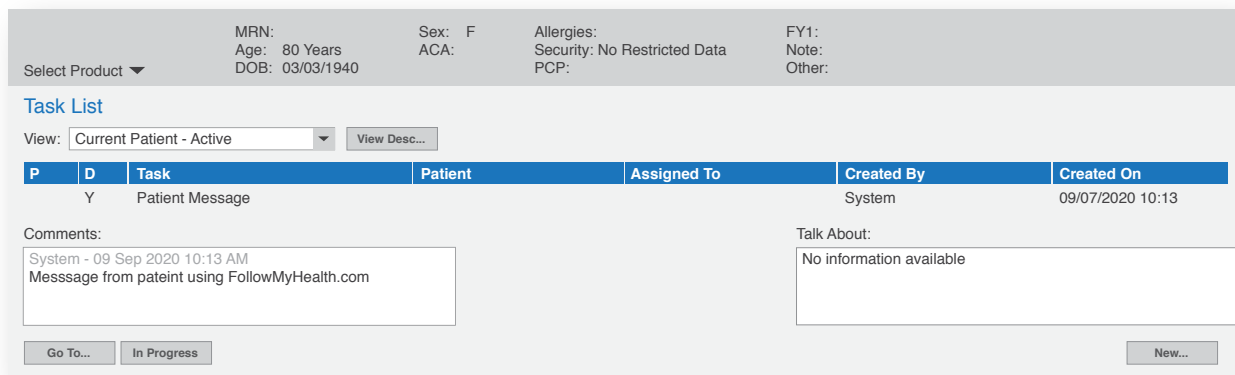 MRN: Sex: F Allergies: FY1:
Age: 80 Years ACA: Security: No Restricted Data Note:
Select Product DOB: 03/03/1940 PCP: Other:
Task List
View: Current Patient - Active View Desc...
P D Task Patient Assigned To Created By Created On
Y Patient Message System 09/07/2020 10:13
Comments: Talk About:
System - 09 Sep 2020 10:13 AM No information available
Messsage from pateint using FollowMyHealth.com
Go To... In Progress New...